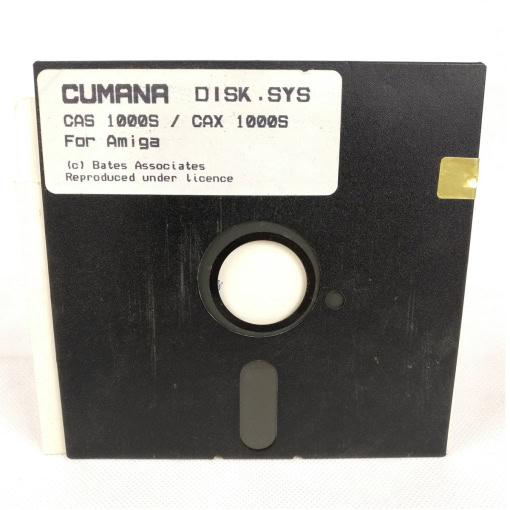 CUMANA DISK.SYS
CAS 1000S / CAX 1000S
For Amiga
(c) Bates Associates
Reproduced under licence